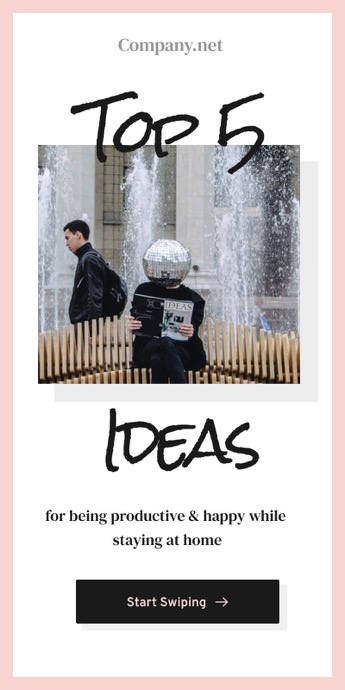 Company.net
Top 5
IDEAS
Ideas
for being productive & happy while
staying at home
Start Swiping →